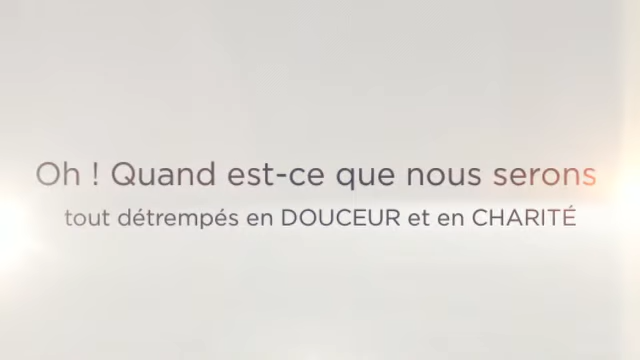 Oh ! Quand est-ce que nous serons
tout détrempés en DOUCEUR et en CHARITÉ